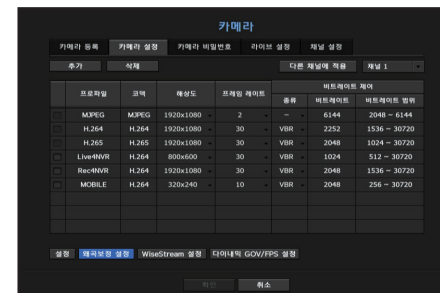 카메라
카메라 등록 카메라 설정 카메라 비밀번호 라이브 설정 채널 설정
추가 삭제 다른 채널에 적용 채널 1
프로파일 코덱 해상도 프레임 레이트 비트레이트 제어
종류 비트레이트 비트레이트 범위
MJPEG MJPEG 1920x1080 2 - 6144 2048 ~ 6144
H.264 H.264 1920x1080 30 VBR 2252 1536 ~ 30720
H.265 H.265 1920x1080 30 VBR 2048 1024 ~ 30720
Live4NVR H.264 800x600 30 VBR 1024 512 ~ 30720
Rec4NVR H.264 1920x1080 30 VBR 2048 1536 ~ 30720
MOBILE H.264 320x240 10 VBR 2048 256 ~ 30720
설정 왜곡보정 설정 WiseStream 설정 다이내믹 GOV/FPS 설정
확인 취소